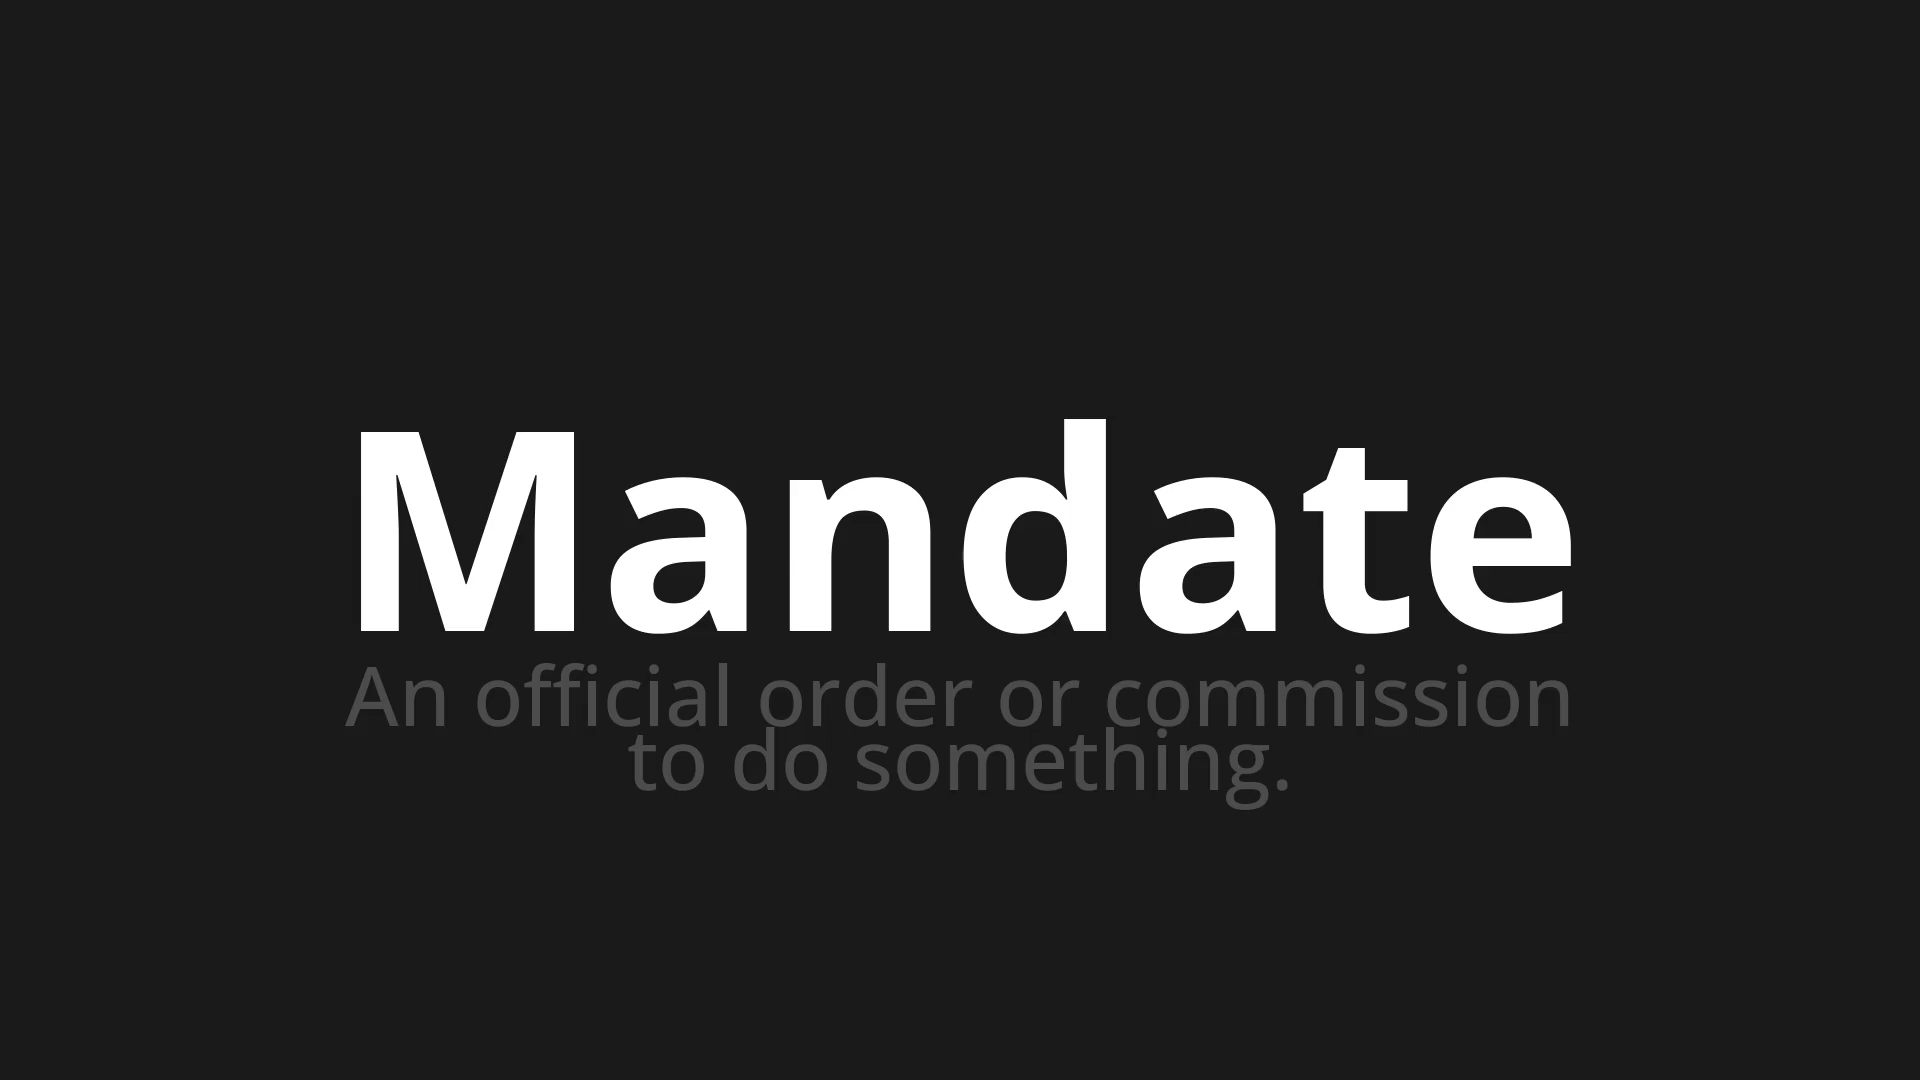 Mandate
An official order or commission
to do something.